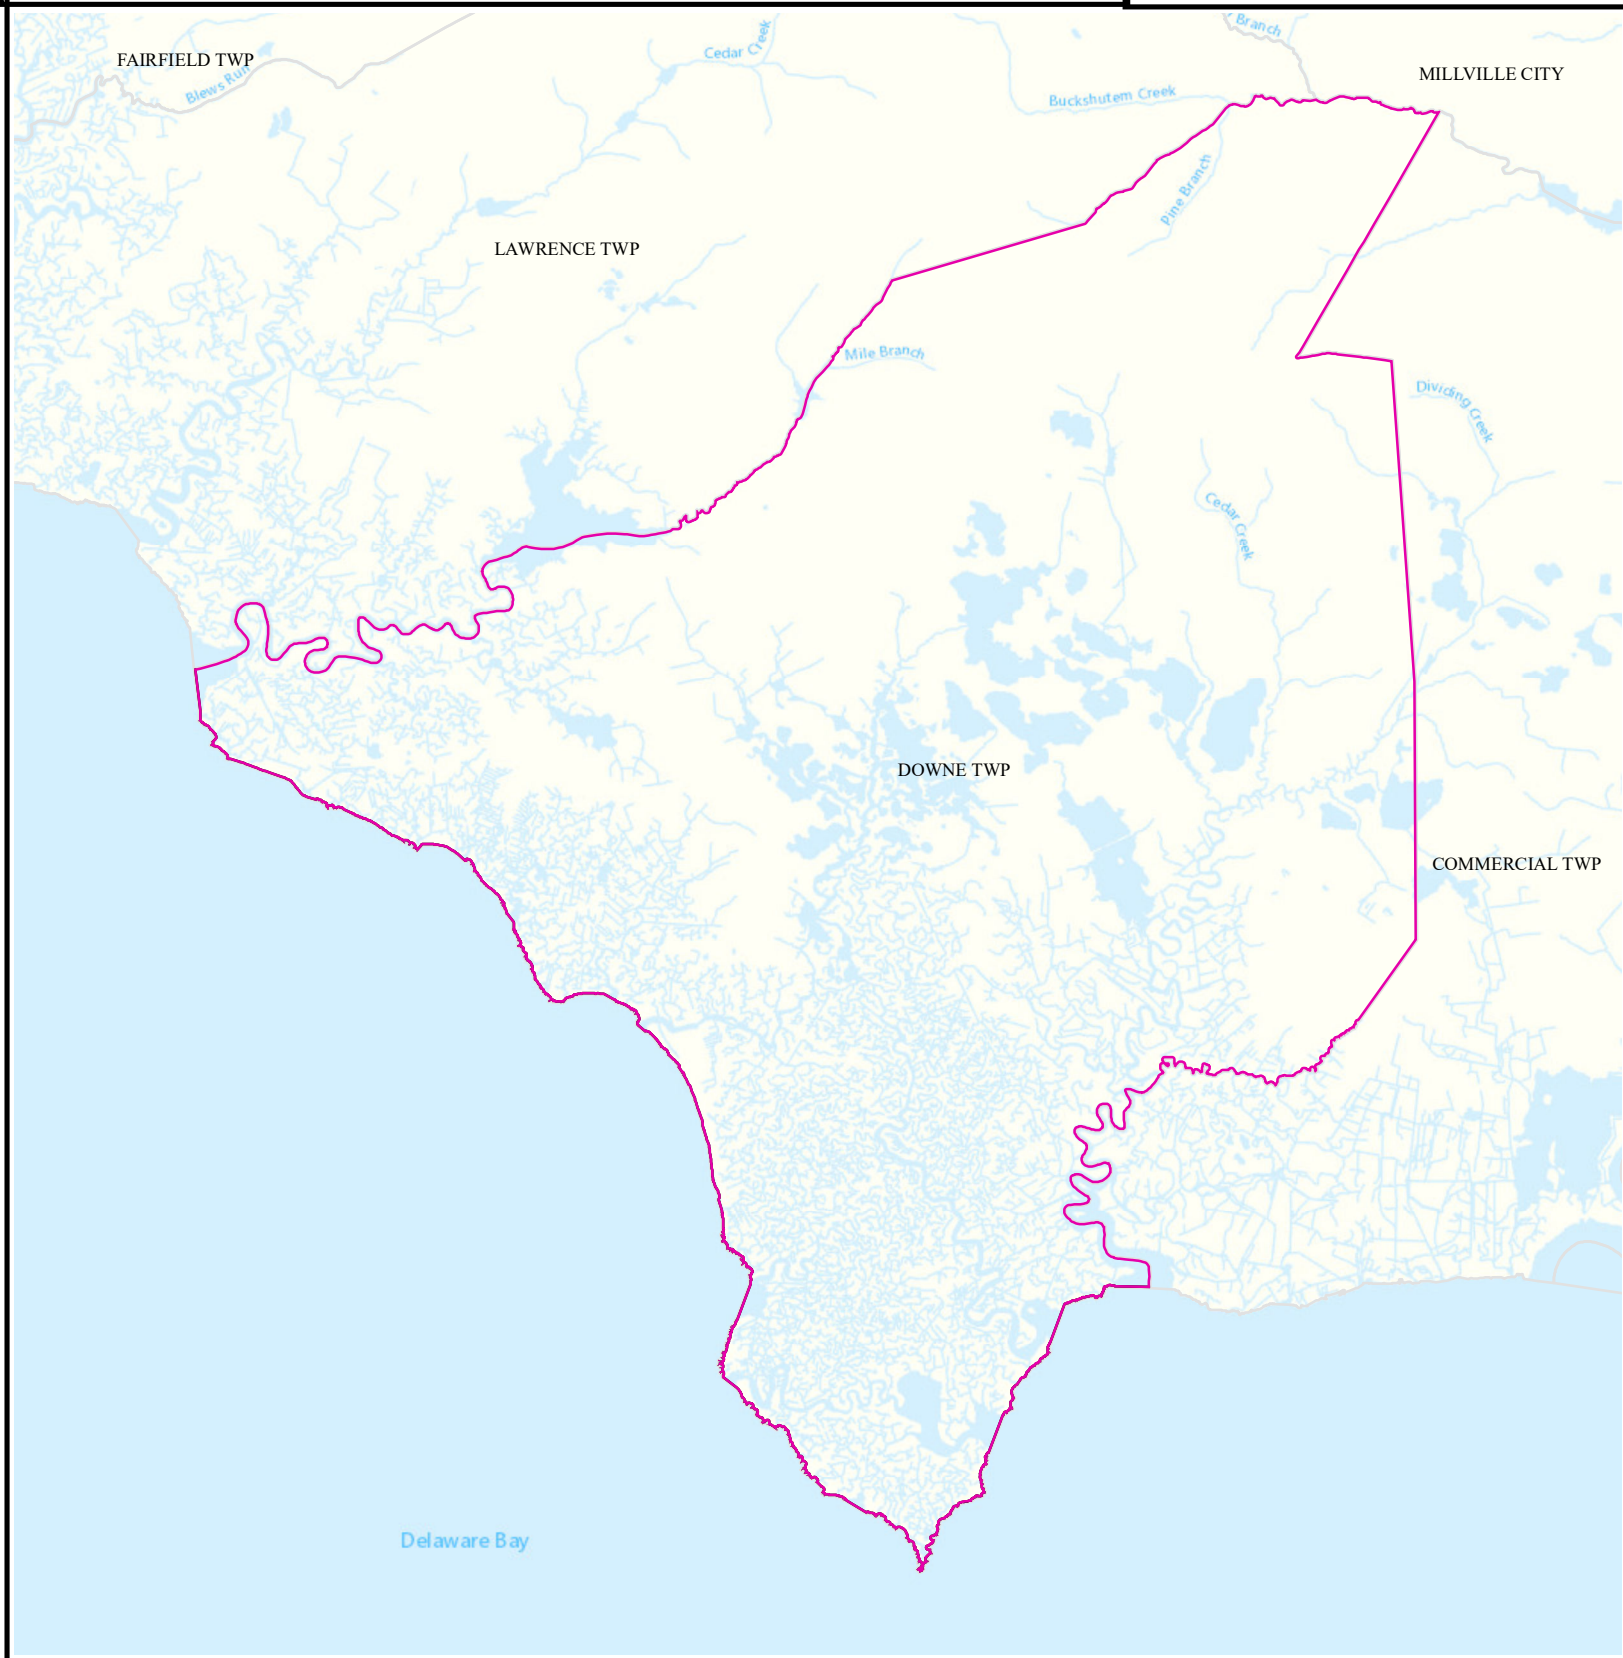 Branch
Cedar Creek
FAIRFIELD TWP
MILLVILLE CITY
Blews Run
Buckshutem Creek
Pine Branch
LAWRENCE TWP
Mile Branch
Dividing Creek
Cedar Creek
DOWNE TWP
COMMERCIAL TWP
Delaware Bay